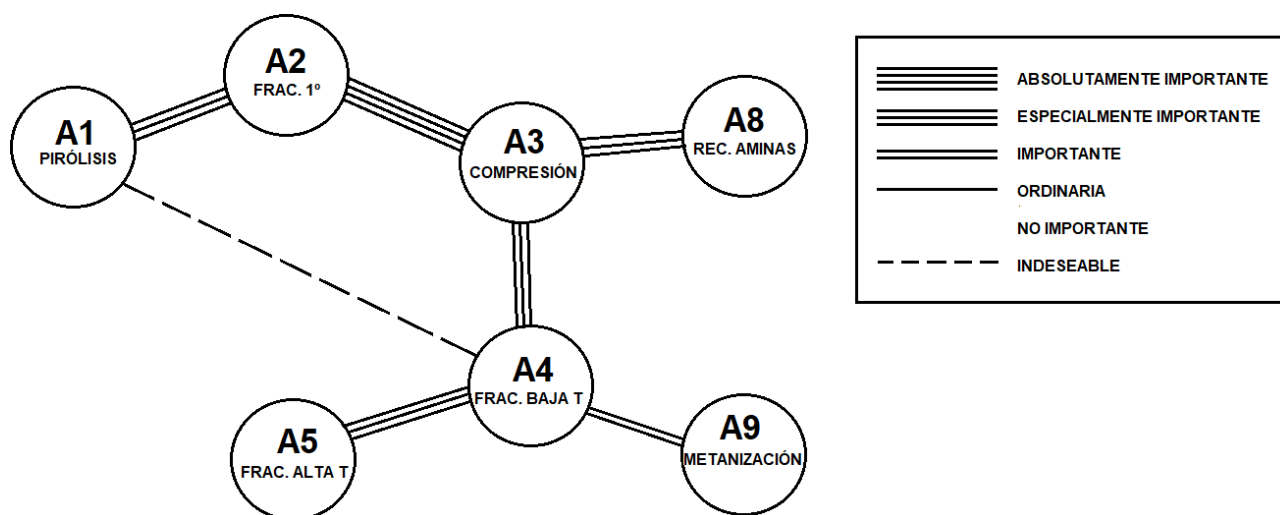 A1
PIRÓLISIS
A2
FRAC. 1º
A3
COMPRESIÓN
A8
REC. AMINAS
A4
FRAC. BAJA T
A5
FRAC. ALTA T
A9
METANIZACIÓN
ABSOLUTAMENTE IMPORTANTE
ESPECIALMENTE IMPORTANTE
IMPORTANTE
ORDINARIA
NO IMPORTANTE
INDESEABLE